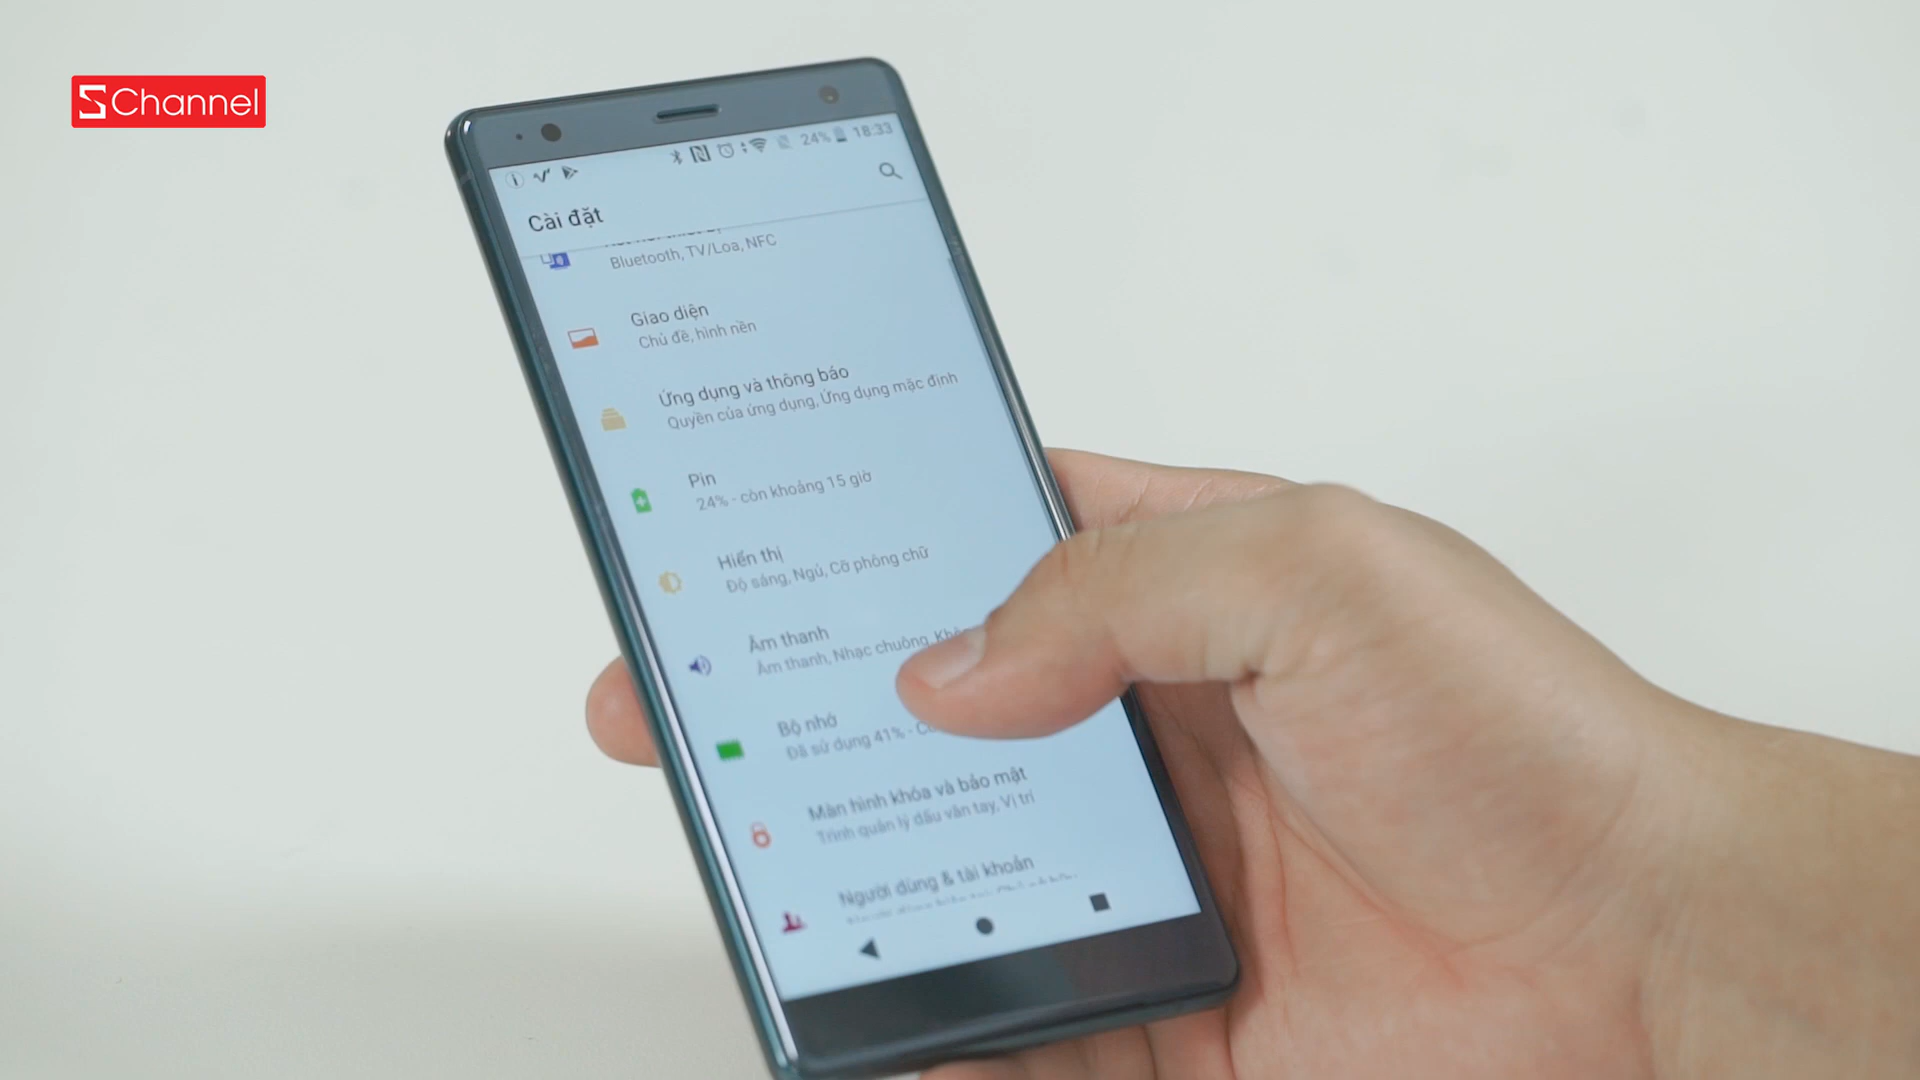 SChannel
24% 18:33
Cài đặt
Bluetooth, TV/Loa, NFC
Giao diện
Chủ đề, hình nền
Ứng dụng và thông báo
Quyền của ứng dụng, Ứng dụng mặc định
Pin
24% - còn khoảng 15 giờ
Hiển thị
Độ sáng, Ngủ, Cỡ phông chữ
Âm thanh
Âm thanh, Nhạc chuông,
Bộ nhớ
Đã sử dụng 41% -
Màn hình khóa và bảo mật
Trình quản lý dấu vân tay, Vị trí
Người dùng & tài khoản